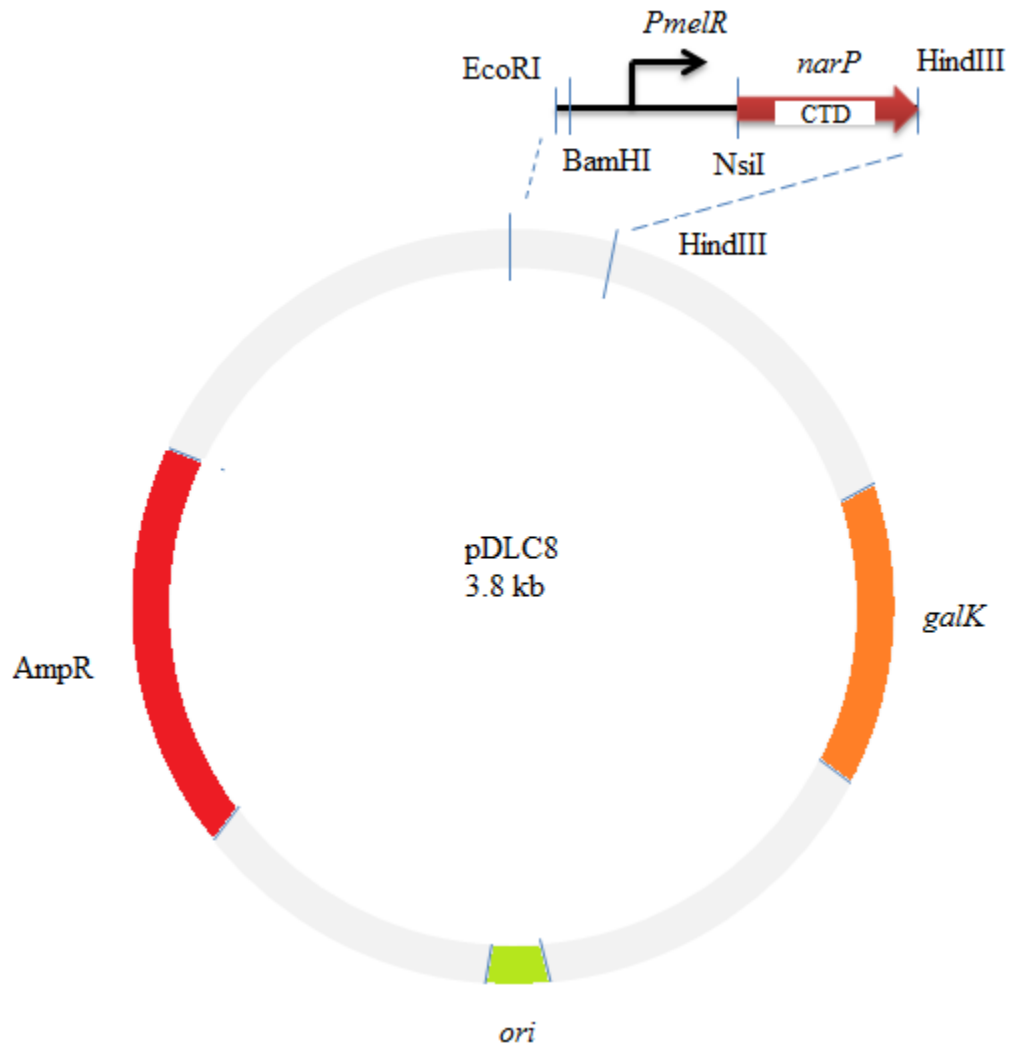 PmelR
EcoRI
narP
HindIII
CTD
BamHI
NsiI
HindIII
pDLC8
3.8 kb
galK
AmpR
ori